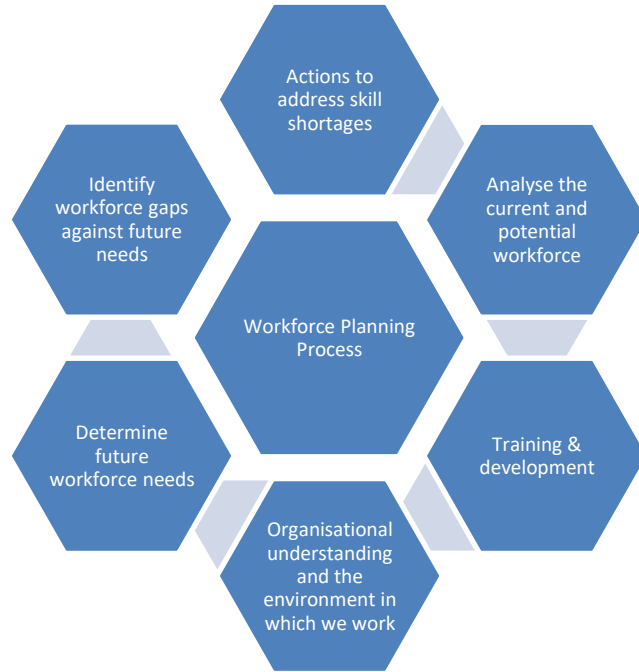 Actions to
address skill
shortages
Identify
workforce gaps
against future
needs
Analyse the
current and
potential
workforce
Workforce Planning
Process
Determine
future
workforce needs
Training &
development
Organisational
understanding
and the
environment in
which we work